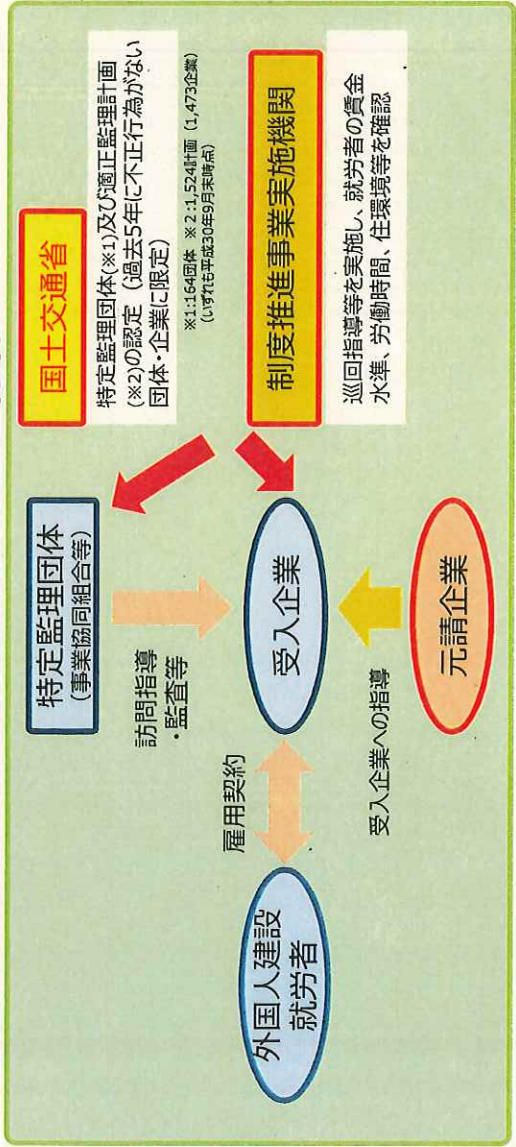 国土交通省
特定監理団体(※1)及び適正監理計画
(※2)の認定（過去5年に不正行為がない
団体・企業に限定）
※1:164団体　※2:1,524計画（1,473企業）
(いずれも平成30年9月末時点)
制度推進事業実施機関
巡回指導等を実施し、就労者の賃金
水準、労働時間、住環境等を確認
特定監理団体
(事業協同組合等)
訪問指導
・監査等
受入企業
雇用契約
外国人建設
就労者
受入企業への指導
元請企業